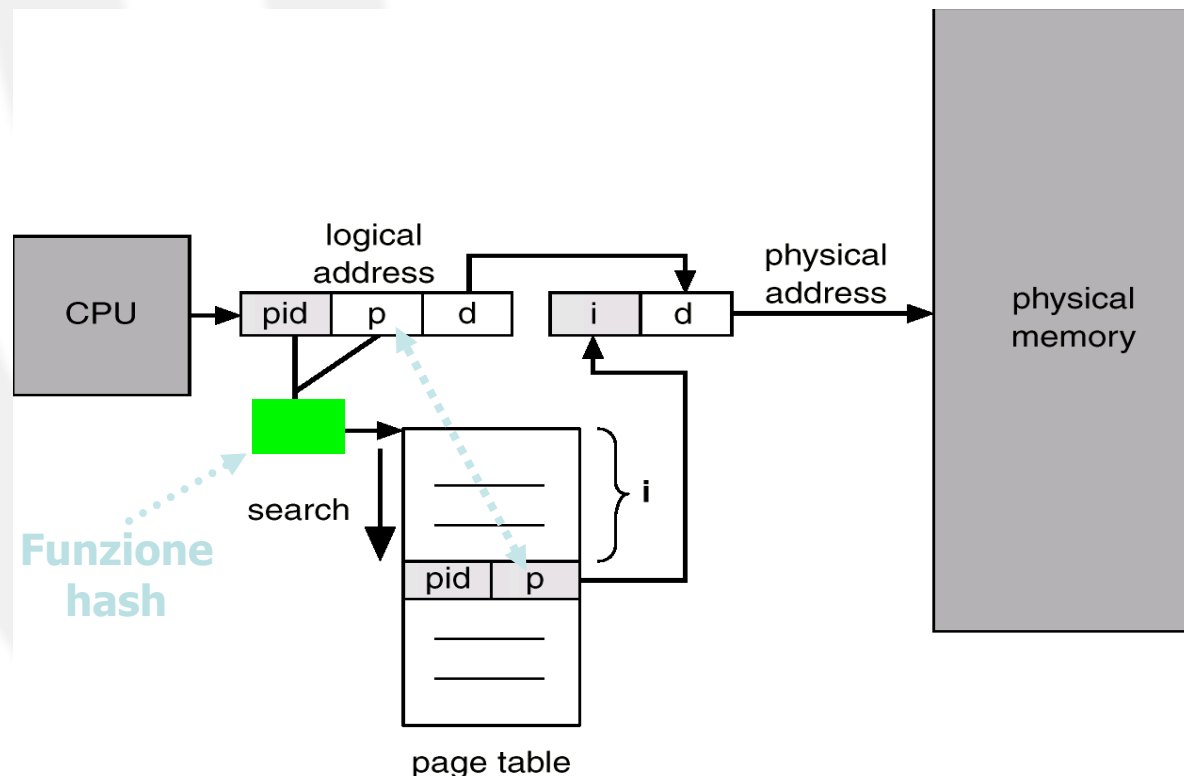 logical
address
CPU
pid
p
d
i
d
physical
address
physical
memory
search
i
Funzione
hash
pid
p
page table